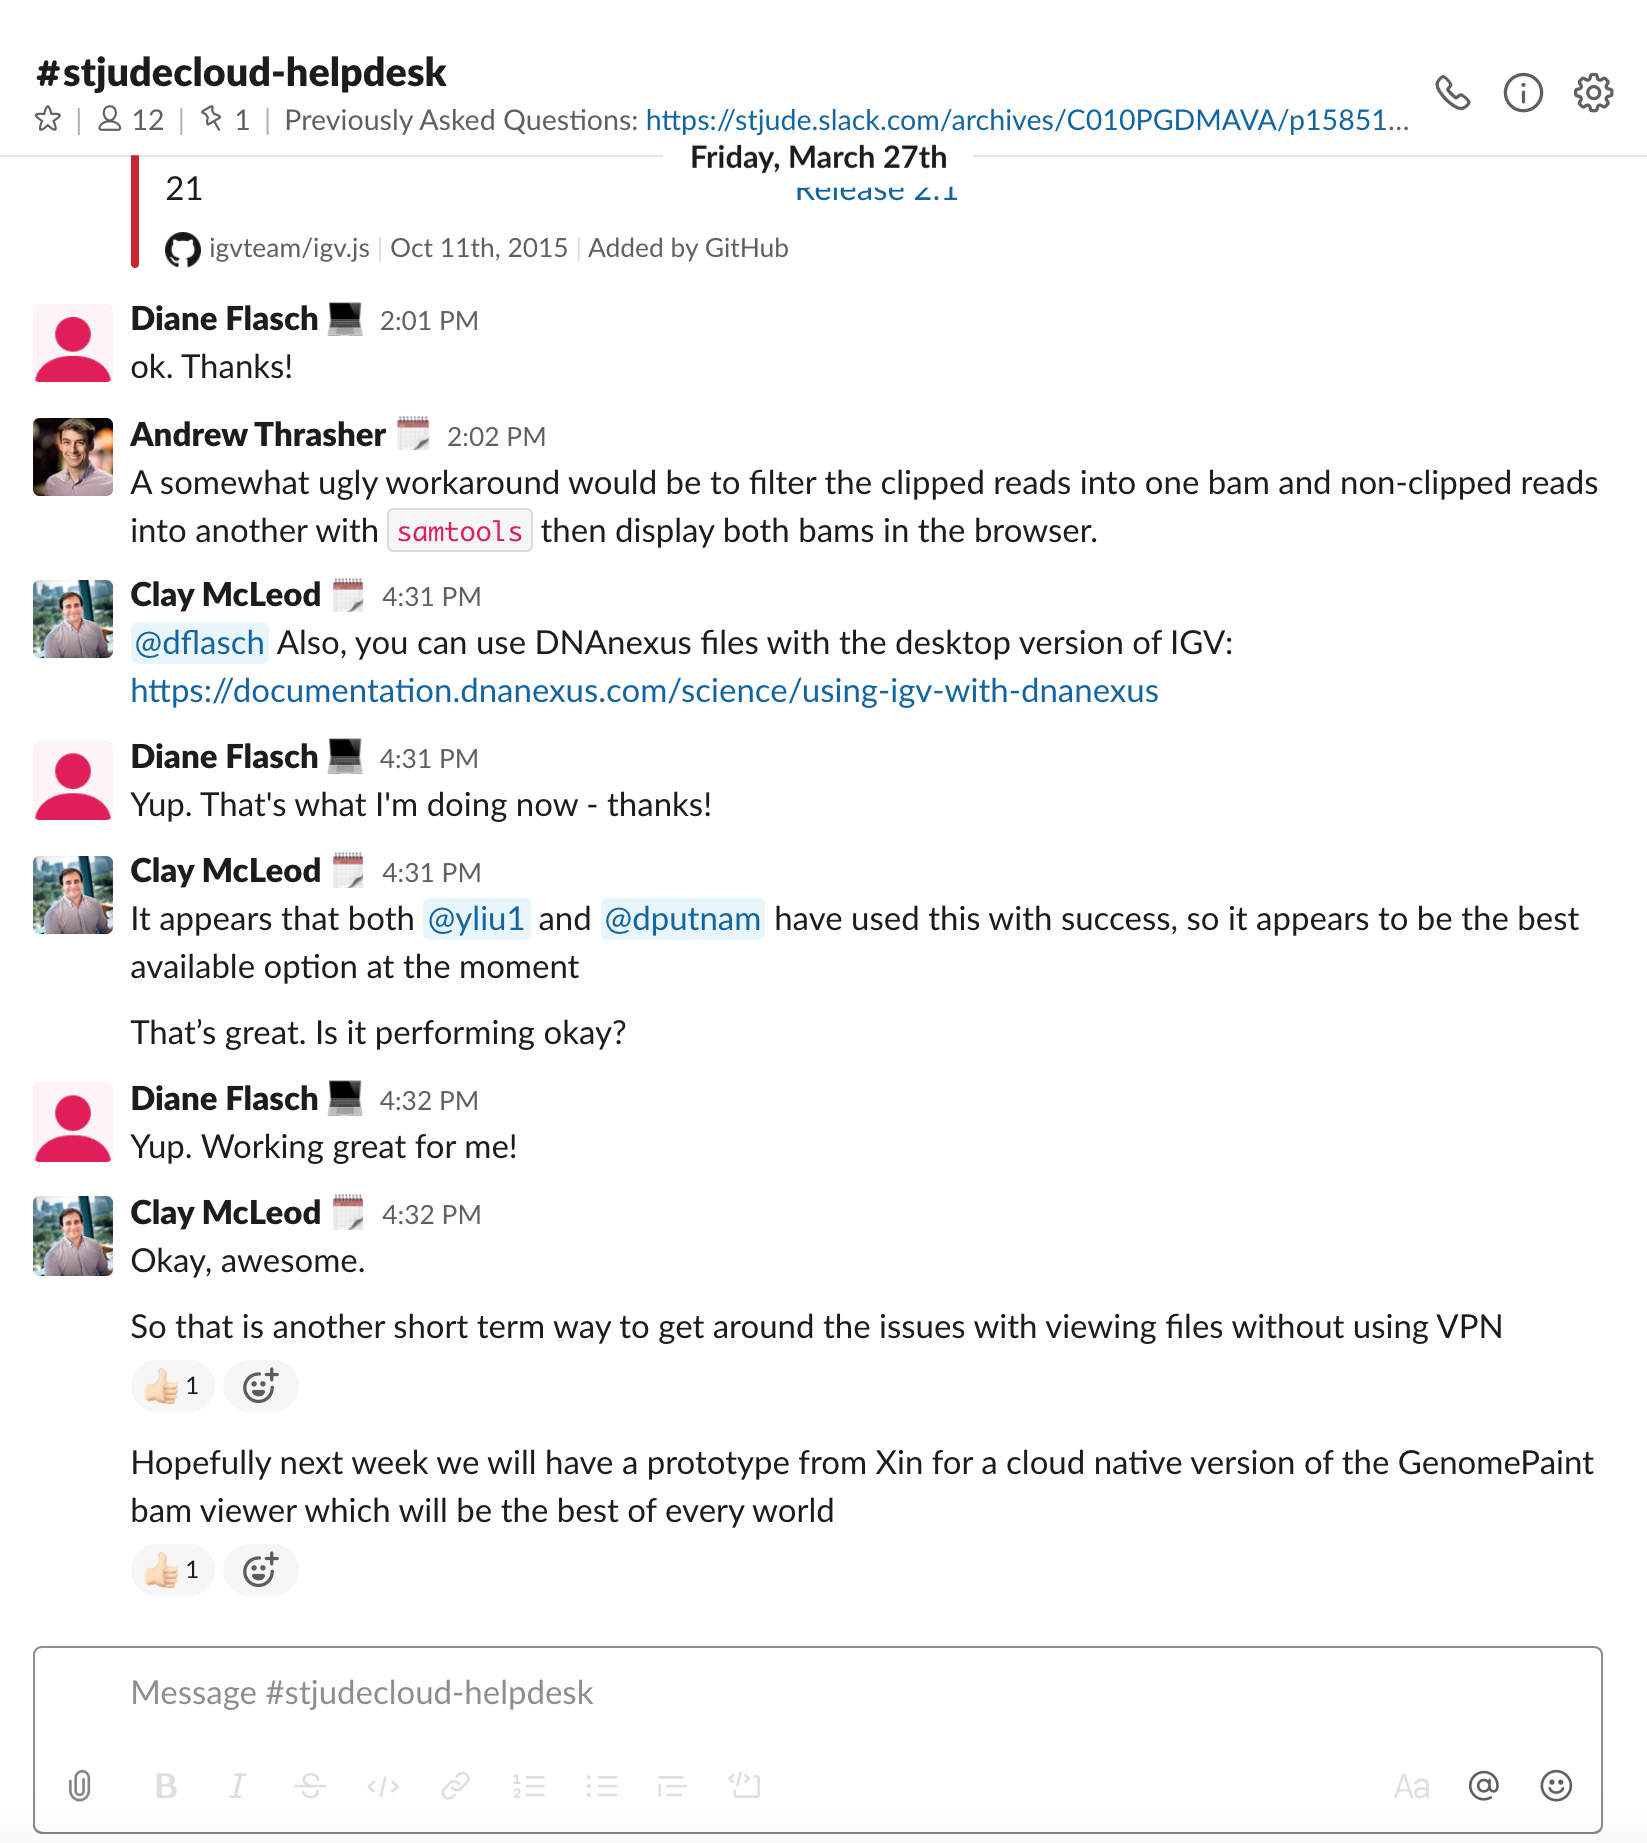 #stjudecloud-helpdesk
12 | 1 | Previously Asked Questions: https://stjude.slack.com/archives/C010PGDMAVA/p15851...
Friday, March 27th
21 Release 2.1
igvteam/igv.js | Oct 11th, 2015 | Added by GitHub
Diane Flasch 2:01 PM
ok. Thanks!
Andrew Thrasher 2:02 PM
A somewhat ugly workaround would be to filter the clipped reads into one bam and non-clipped reads
into another with samtools then display both bams in the browser.
Clay McLeod 4:31 PM
@dflasch Also, you can use DNAnexus files with the desktop version of IGV:
https://documentation.dnanexus.com/science/using-igv-with-dnanexus
Diane Flasch 4:31 PM
Yup. That's what I'm doing now - thanks!
Clay McLeod 4:31 PM
It appears that both @yliu1 and @dputnam have used this with success, so it appears to be the best
available option at the moment
That’s great. Is it performing okay?
Diane Flasch 4:32 PM
Yup. Working great for me!
Clay McLeod 4:32 PM
Okay, awesome.
So that is another short term way to get around the issues with viewing files without using VPN
1
Hopefully next week we will have a prototype from Xin for a cloud native version of the GenomePaint
bam viewer which will be the best of every world
1
Message #stjudecloud-helpdesk
B I S </> Aa @